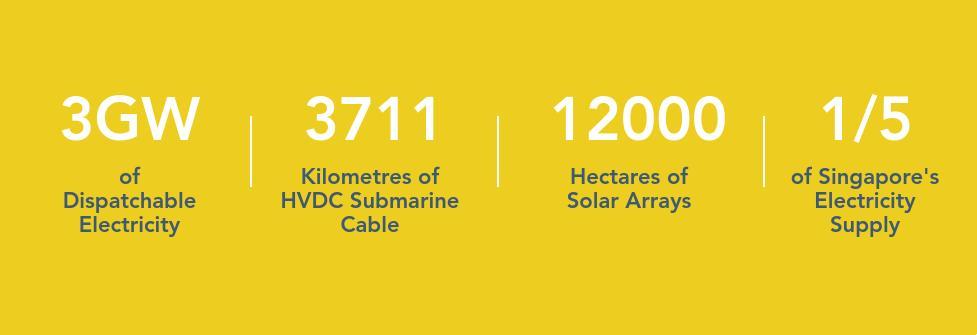 3GW
of
Dispatchable
Electricity
3711
Kilometres of
HVDC Submarine
Cable
12000
Hectares of
Solar Arrays
1/5
of Singapore's
Electricity
Supply